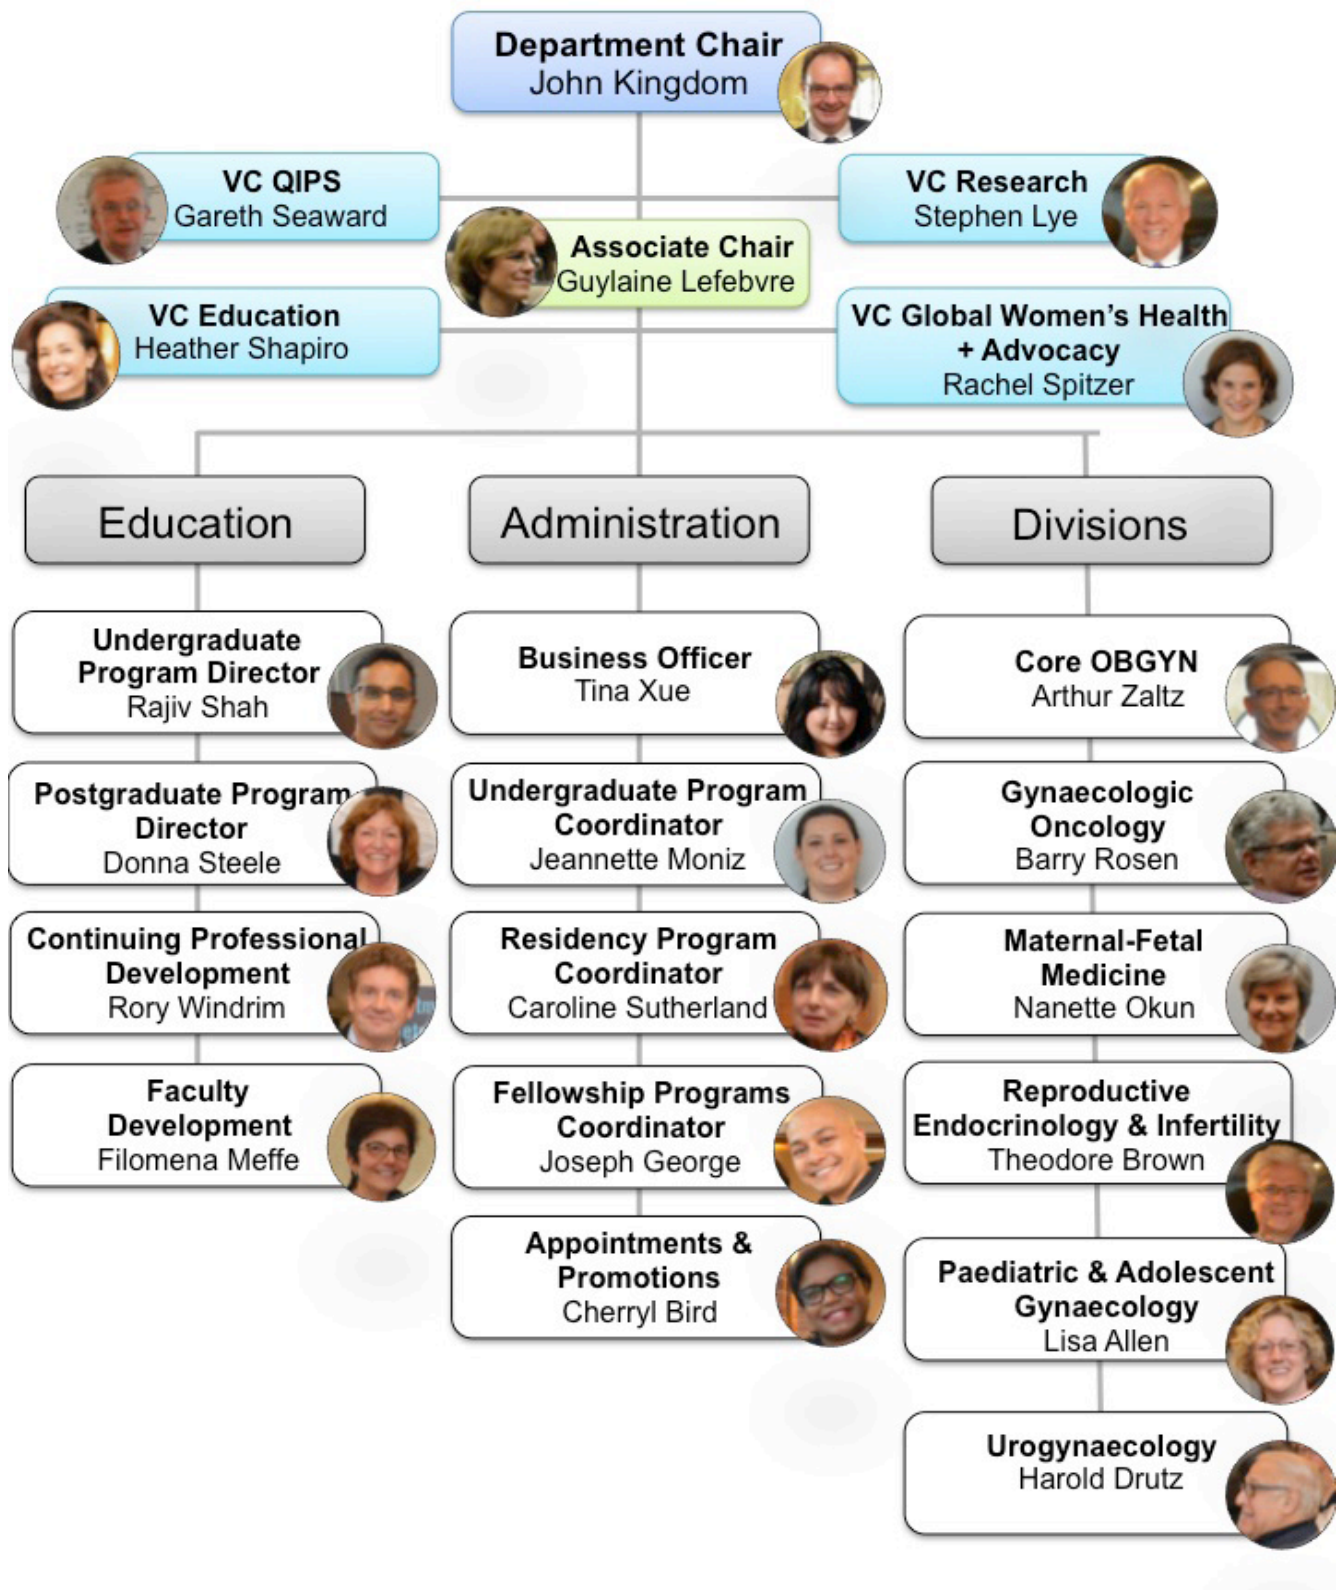 Department Chair
John Kingdom
VC QIPS
Gareth Seaward
VC Research
Stephen Lye
Associate Chair
Guylaine Lefebvre
VC Education
Heather Shapiro
VC Global Women's Health
+ Advocacy
Rachel Spitzer
Education
Administration
Divisions
Undergraduate
Program Director
Rajiv Shah
Postgraduate Program
Director
Donna Steele
Continuing Professional
Development
Rory Windrim
Faculty
Development
Filomena Meffe
Business Officer
Tina Xue
Undergraduate Program
Coordinator
Jeannette Moniz
Residency Program
Coordinator
Caroline Sutherland
Fellowship Programs
Coordinator
Joseph George
Appointments &
Promotions
Cherryl Bird
Core OBGYN
Arthur Zaltz
Gynaecologic
Oncology
Barry Rosen
Maternal-Fetal
Medicine
Nanette Okun
Reproductive
Endocrinology & Infertility
Theodore Brown
Paediatric & Adolescent
Gynaecology
Lisa Allen
Urogynaecology
Harold Drutz